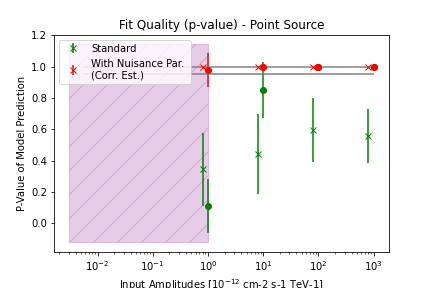 Fit Quality (p-value) - Point Source
P-Value of Model Prediction
1.2
1.0
0.8
0.6
0.4
0.2
0.0
Standard
With Nuisance Par.
(Corr. Est.)
10⁻² 10⁻¹ 10⁰ 10¹ 10² 10³
Input Amplitudes [10⁻¹² cm-2 s-1 TeV-1]